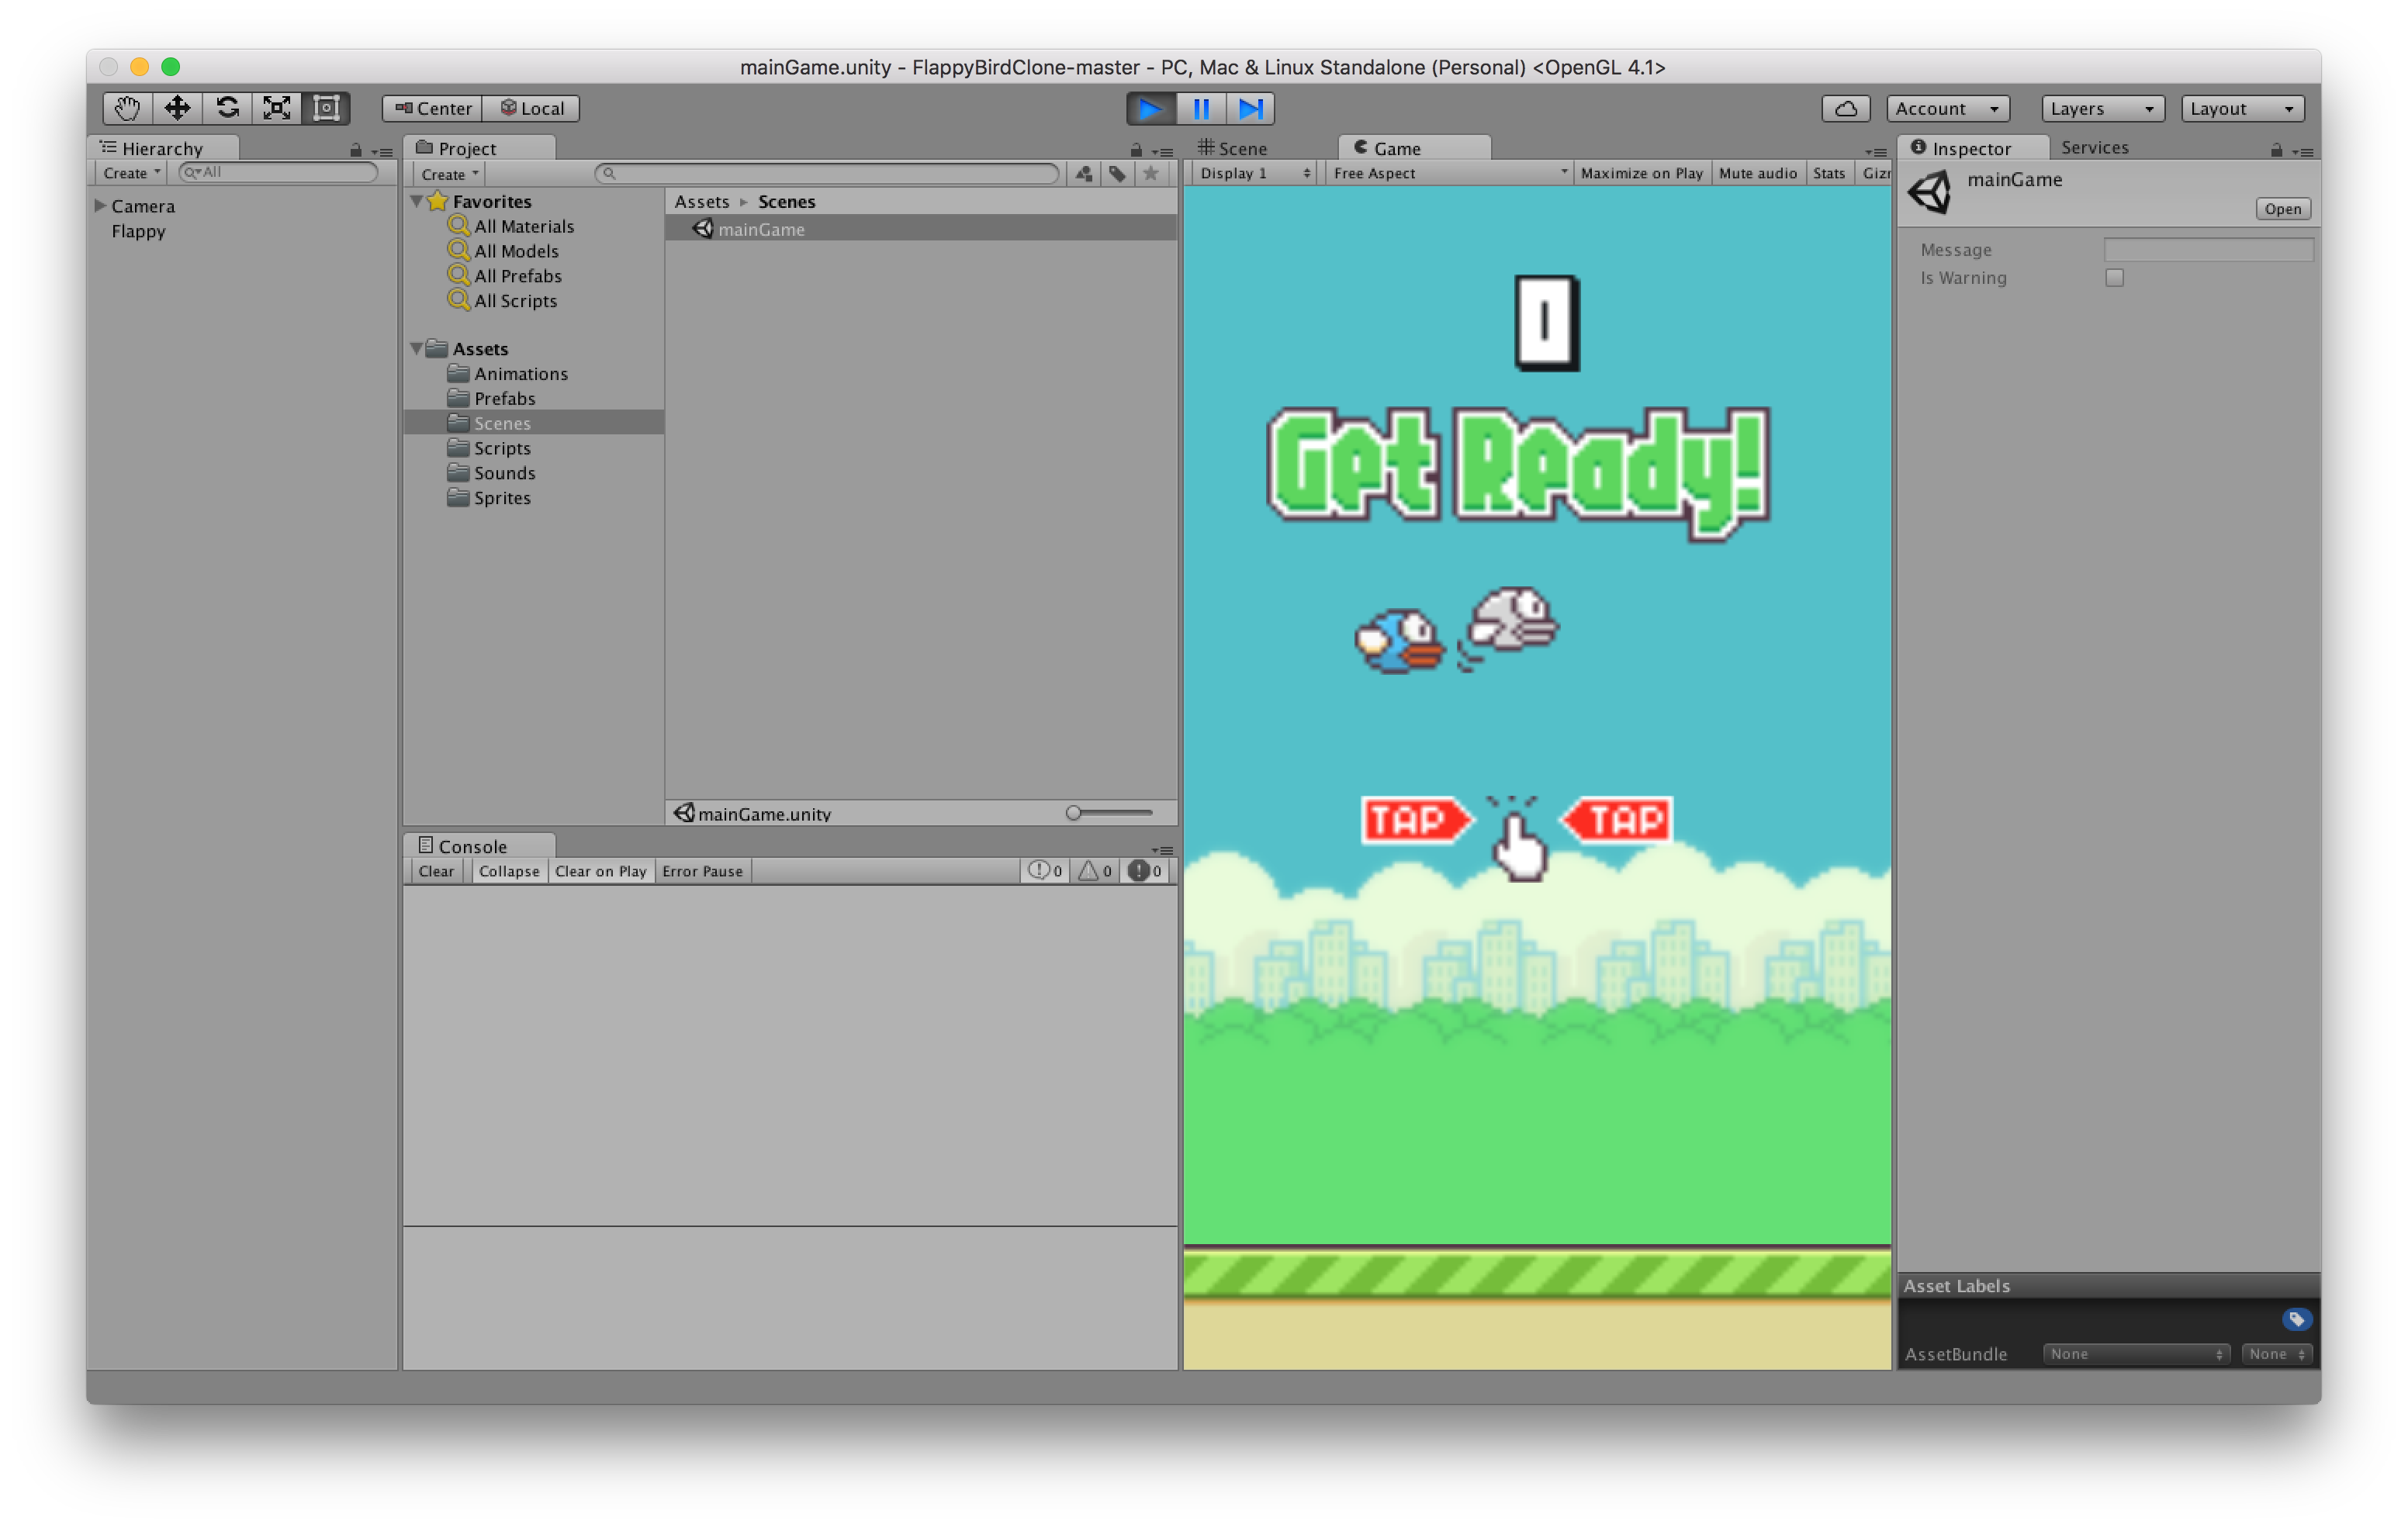 mainGame.unity - FlappyBirdClone-master - PC, Mac & Linux Standalone (Personal) <OpenGL 4.1>
Center Local Account Layers Layout
Hierarchy
Create All
Camera
Flappy
Project
Create
Favorites
All Materials
All Models
All Prefabs
All Scripts
Assets
Animations
Prefabs
Scenes
Scripts
Sounds
Sprites
Assets Scenes
mainGame
mainGame.unity
Console
Clear Collapse Clear on Play Error Pause 0 0 0
Scene Game
Display 1 Free Aspect Maximize on Play Mute audio Stats Gizr
0
Get Ready!
TAP TAP
Inspector Services
mainGame
Open
Message
Is Warning
Asset Labels
AssetBundle None None